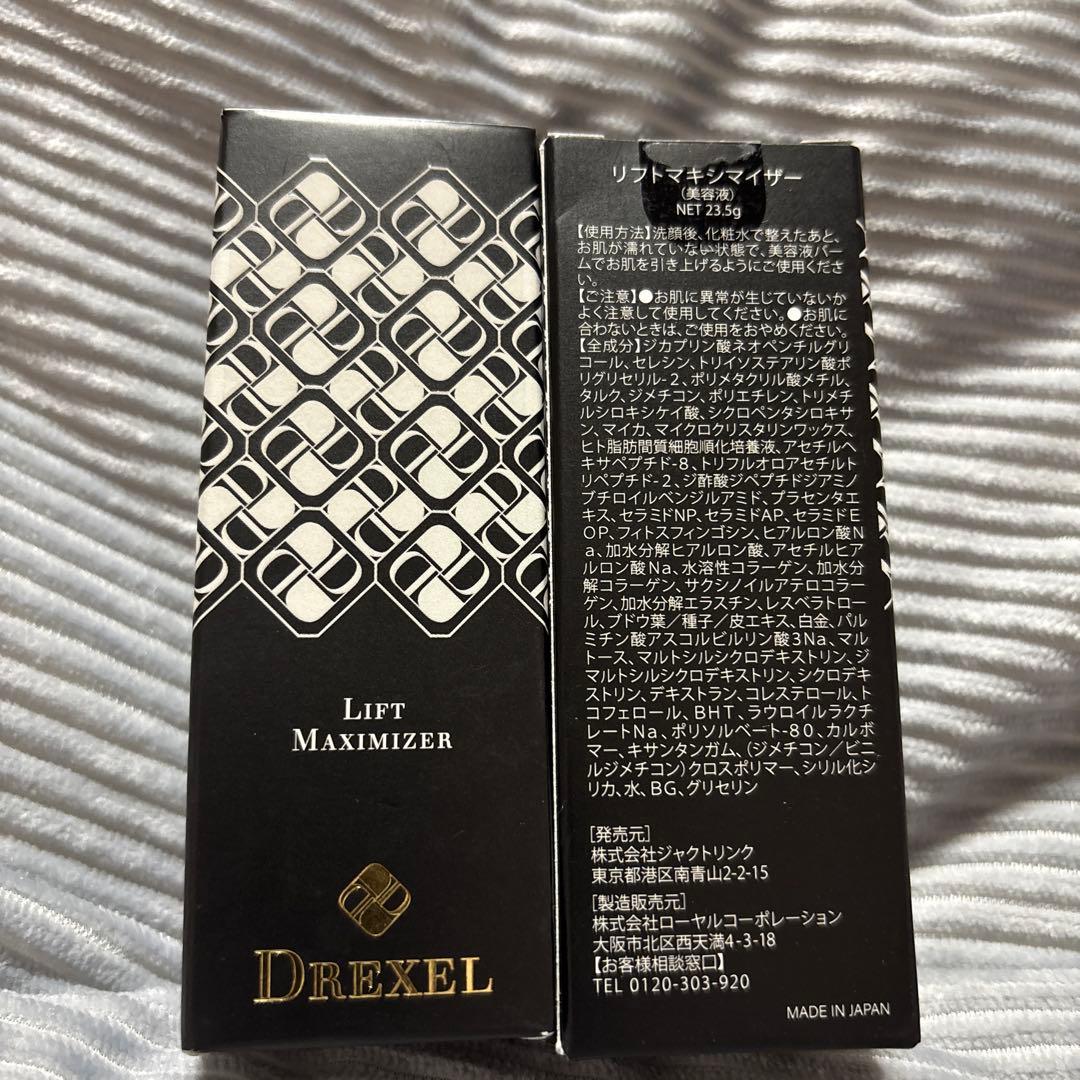 LIFT
MAXIMIZER
DREXEL
リフトマキシマイザー
（美容液）
NET 23.5g
【使用方法】洗顔後、化粧水で整えたあと、
お肌が濡れていない状態で、美容液バー
ムでお肌を引き上げるようにご使用くださ
い。
【ご注意】●お肌に異常が生じていないか
よく注意して使用してください。●お肌に
合わないときは、ご使用をおやめください。
【全成分】ジカプリン酸ネオペンチルグリ
コール、セレシン、トリイソステアリン酸ポ
リグリセリル-2、ポリメタクリル酸メチル、
タルク、ジメチコン、ポリエチレン、トリメチ
ルシロキシケイ酸、シクロペンタシロキサ
ン、マイカ、マイクロクリスタリンワックス、
ヒト脂肪間質細胞順化培養液、アセチルヘ
キサペプチド-8、トリフルオロアセチルト
リペプチド-2、ジ酢酸ジペプチドジアミノ
ブチロイルベンジルアミド、プラセンタエ
キス、セラミドNP、セラミドAP、セラミドE
OP、フィトスフィンゴシン、ヒアルロン酸N
a、加水分解ヒアルロン酸、アセチルヒア
ルロン酸Na、水溶性コラーゲン、加水分
解コラーゲン、サクシノイルアテロコラー
ゲン、加水分解エラスチン、レスベラトロー
ル、ブドウ葉／種子／皮エキス、白金、パル
ミチン酸アスコルビルリン酸3Na、マル
トース、マルトシルシクロデキストリン、ジ
マルトシルシクロデキストリン、シクロデキ
ストリン、デキストラン、コレステロール、ト
コフェロール、BHT、ラウロイルラクチ
レートNa、ポリソルベート-80、カルボ
マー、キサンタンガム、（ジメチコン／ビニ
ルジメチコン）クロスポリマー、シリル化シ
リカ、水、BG、グリセリン
［発売元］
株式会社ジャクトリンク
東京都港区南青山2-2-15
［製造販売元］
株式会社ローヤルコーポレーション
大阪市北区西天満4-3-18
【お客様相談窓口】
TEL 0120-303-920
MADE IN JAPAN